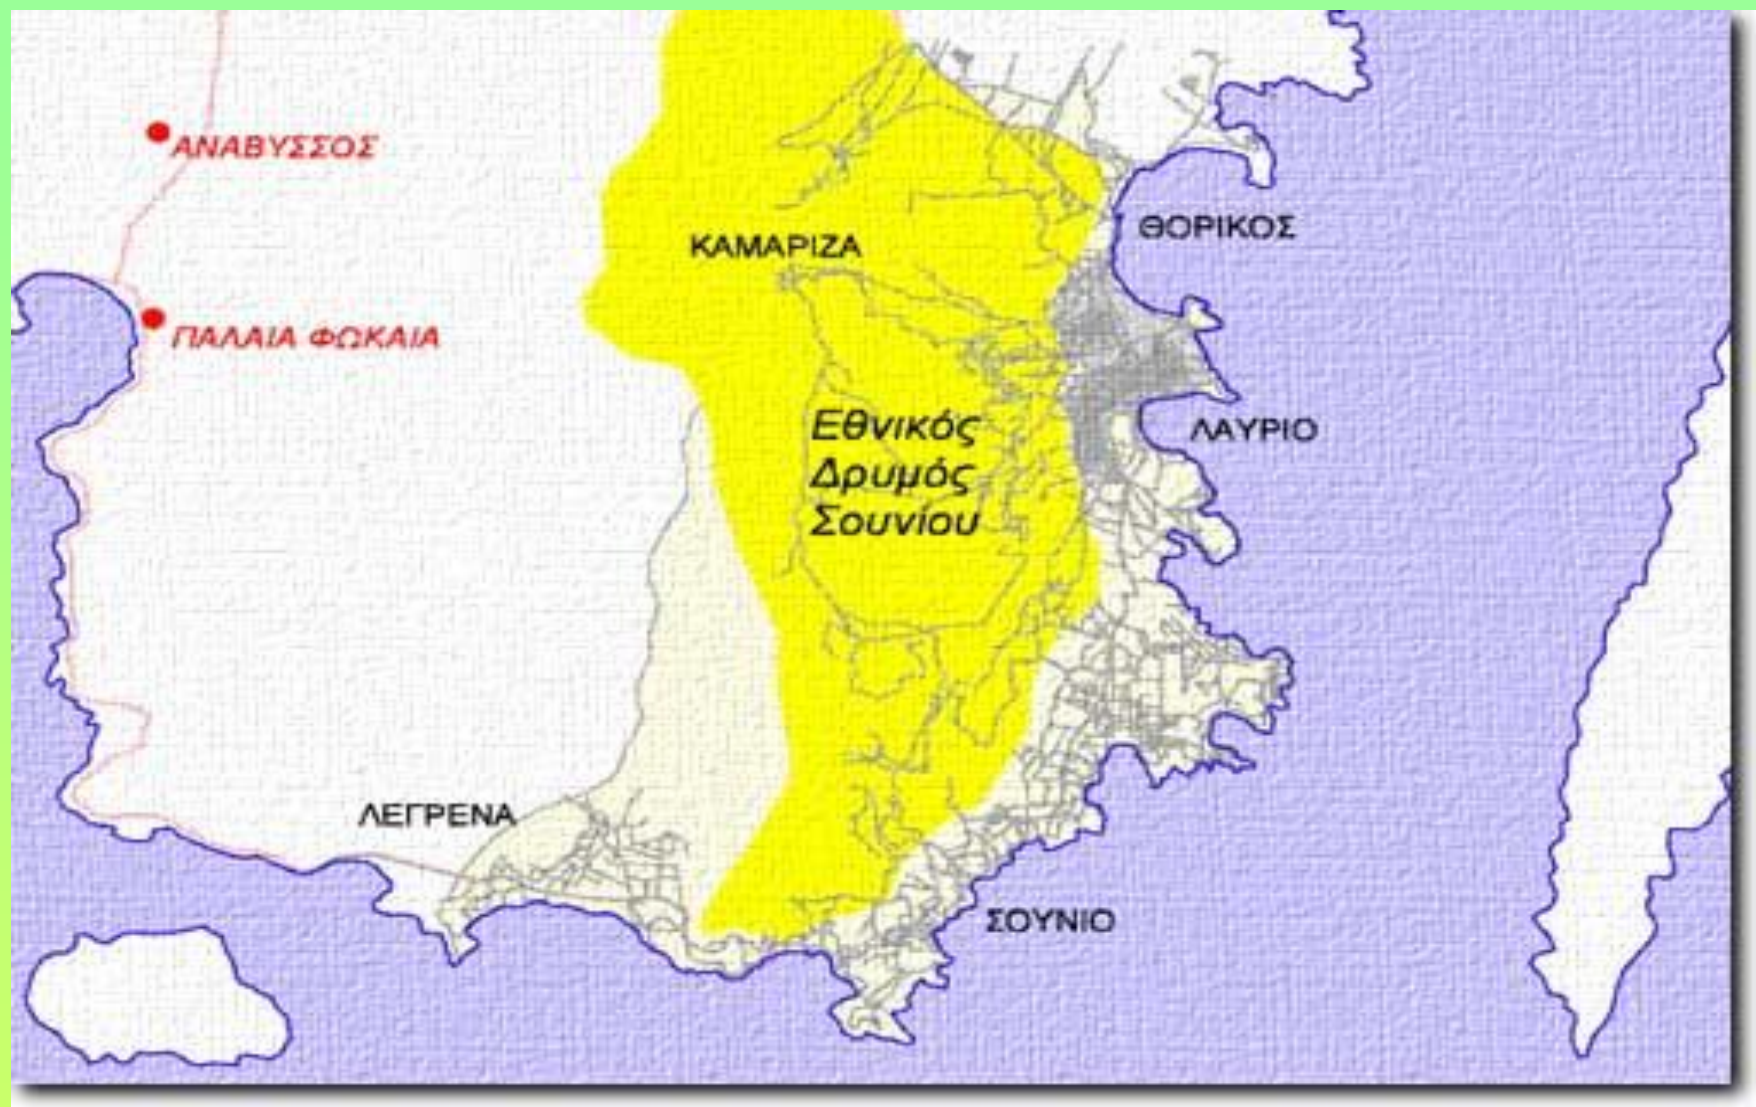 ΑΝΑΒΥΣΣΟΣ
ΘΟΡΙΚΟΣ
ΚΑΜΑΡΙΖΑ
ΠΑΛΑΙΑ ΦΩΚΑΙΑ
Εθνικός
Δρυμός
Σουνίου
ΛΑΥΡΙΟ
ΛΕΓΡΕΝΑ
ΣΟΥΝΙΟ